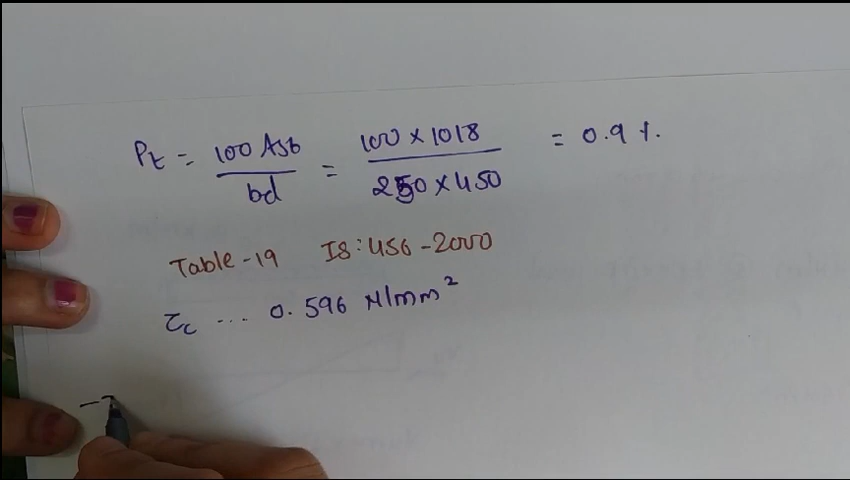 Pt = 100 Ast / bd = 100 × 1018 / 250 × 450 = 0.9 %.
Table-19 IS:456-2000
τc ... 0.596 N/mm²